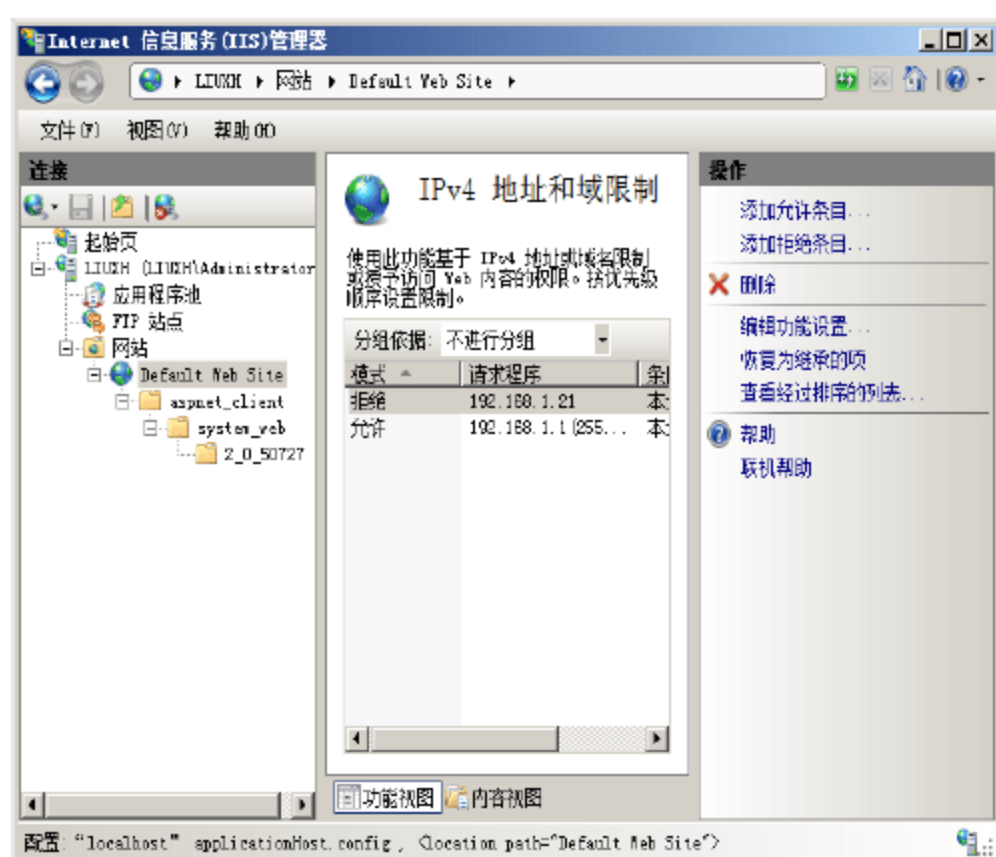 Internet 信息服务(IIS)管理器
LIUXH 网站 Default Web Site
文件(F) 视图(V) 帮助(H)
连接
起始页
LIUXH (LIUXH\Administrator
应用程序池
FTP 站点
网站
Default Web Site
aspnet_client
system_web
2_0_50727
IPv4 地址和域限制
使用此功能基于 IPv4 地址或域名限制
或授予访问 Web 内容的权限。按优先级
顺序设置限制。
分组依据: 不进行分组
模式 请求程序 条
拒绝 192.168.1.21 本
允许 192.168.1.1(255... 本
功能视图 内容视图
操作
添加允许条目...
添加拒绝条目...
删除
编辑功能设置...
恢复为继承的项
查看经过排序的列表...
帮助
联机帮助
配置: "localhost" applicationHost.config, <location path="Default Web Site">